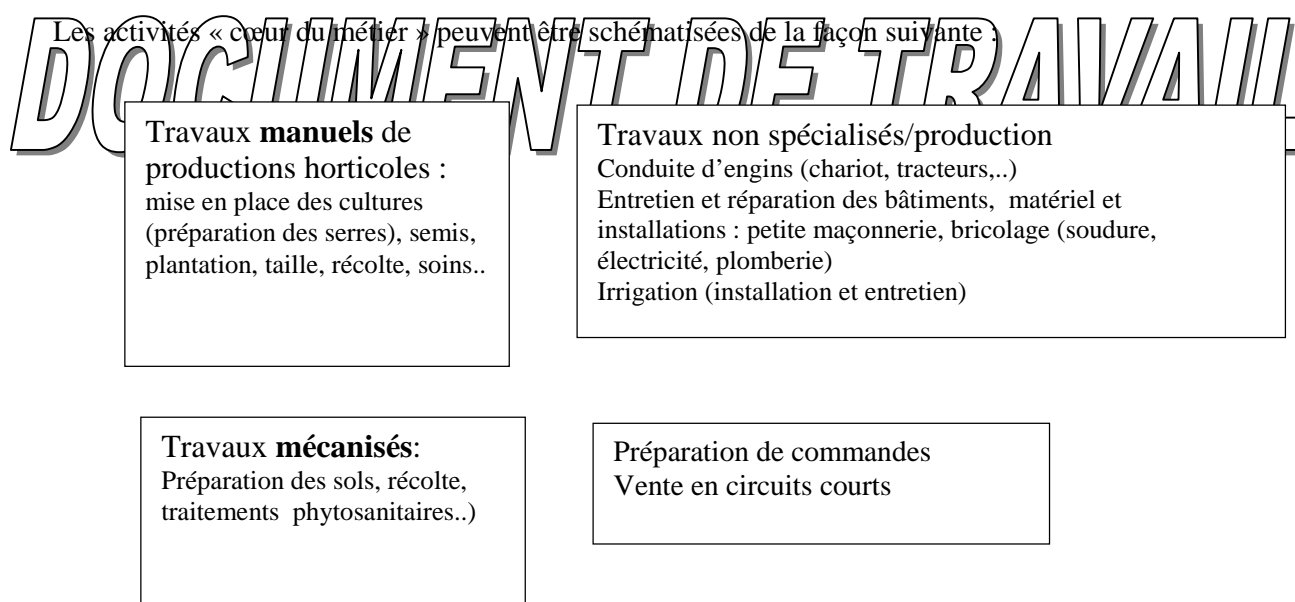 Les activités « cœur du métier » peuvent être schématisées de la façon suivante :
DOCUMENT DE TRAVAIL
Travaux manuels de
productions horticoles :
mise en place des cultures
(préparation des serres), semis,
plantation, taille, récolte, soins..
Travaux non spécialisés/production
Conduite d’engins (chariot, tracteurs,..)
Entretien et réparation des bâtiments, matériel et
installations : petite maçonnerie, bricolage (soudure,
électricité, plomberie)
Irrigation (installation et entretien)
Travaux mécanisés:
Préparation des sols, récolte,
traitements phytosanitaires..)
Préparation de commandes
Vente en circuits courts